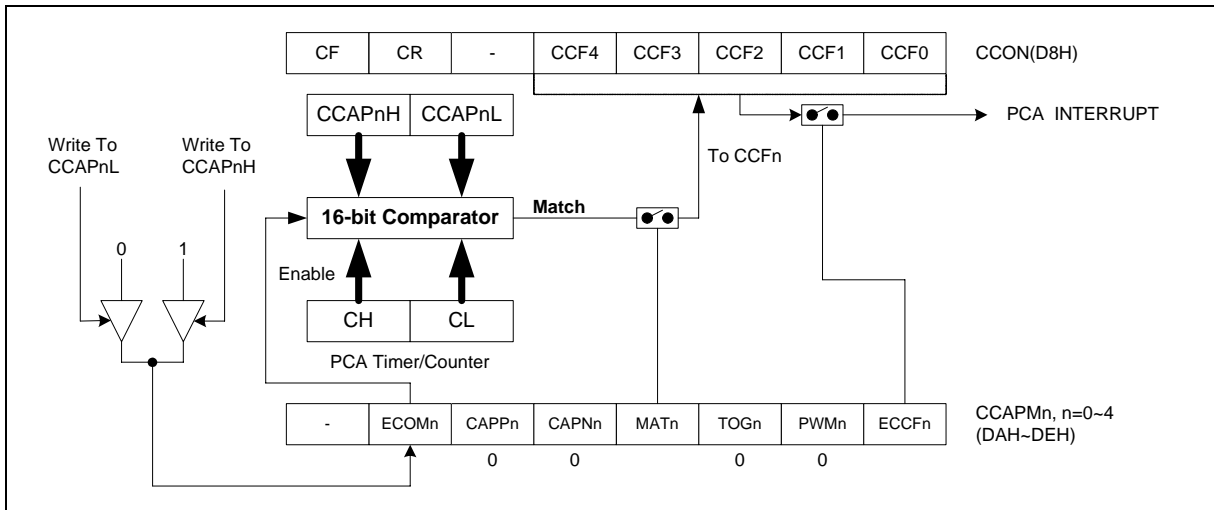 CF CR - CCF4 CCF3 CCF2 CCF1 CCF0 CCON(D8H)
CCAPnH CCAPnL
PCA INTERRUPT
Write To
CCAPnL
Write To
CCAPnH
To CCFn
16-bit Comparator
Match
0 1
Enable
CH CL
PCA Timer/Counter
- ECOMn CAPPn CAPNn MATn TOGn PWMn ECCFn
CCAPMn, n=0~4
(DAH~DEH)
0 0 0 0